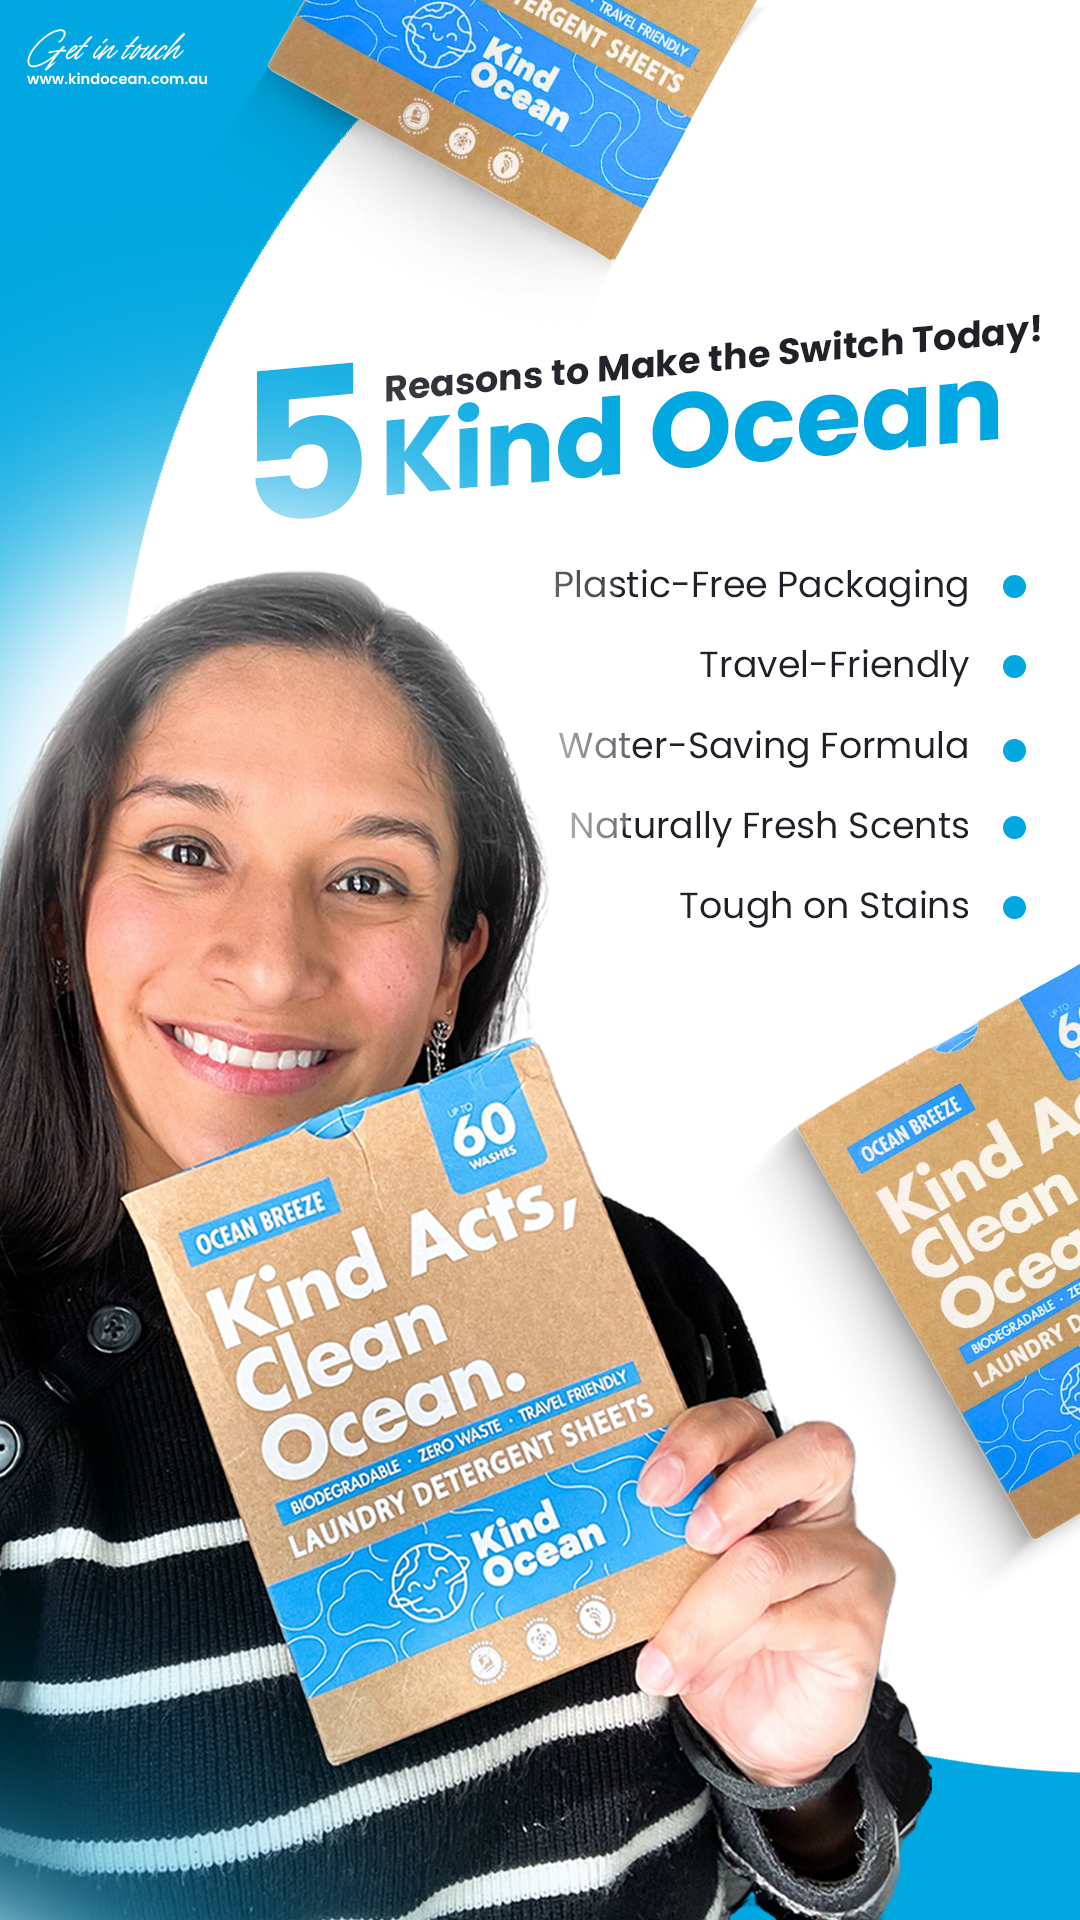 Get in touch
www.kindocean.com.au
TRAVEL FRIENDLY
DETERGENT SHEETS
Kind
Ocean
5 Reasons to Make the Switch Today!
Kind Ocean
Plastic-Free Packaging
Travel-Friendly
Water-Saving Formula
Naturally Fresh Scents
Tough on Stains
UP TO
60
WASHES
OCEAN BREEZE
Kind Acts,
Clean
Ocean.
BIODEGRADABLE · ZERO WASTE · TRAVEL FRIENDLY
LAUNDRY DETERGENT SHEETS
Kind
Ocean
UP TO
OCEAN BREEZE
Kind
Clean
BIODEGRADABLE ·
LAUNDRY